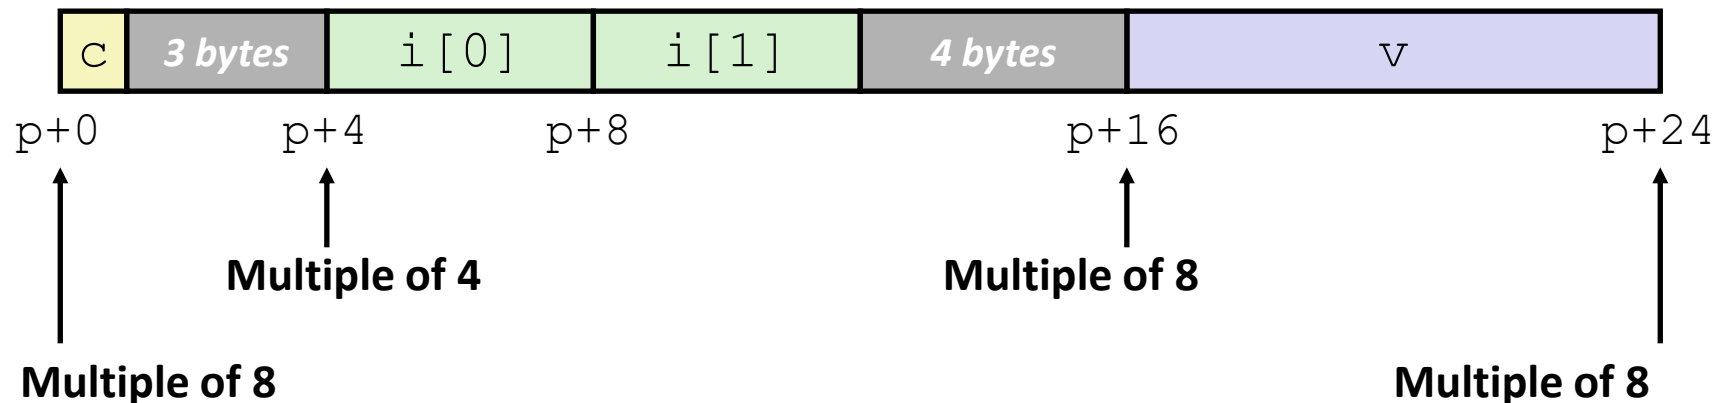 c 3 bytes i[0] i[1] 4 bytes v
p+0 p+4 p+8 p+16 p+24
Multiple of 4 Multiple of 8
Multiple of 8 Multiple of 8